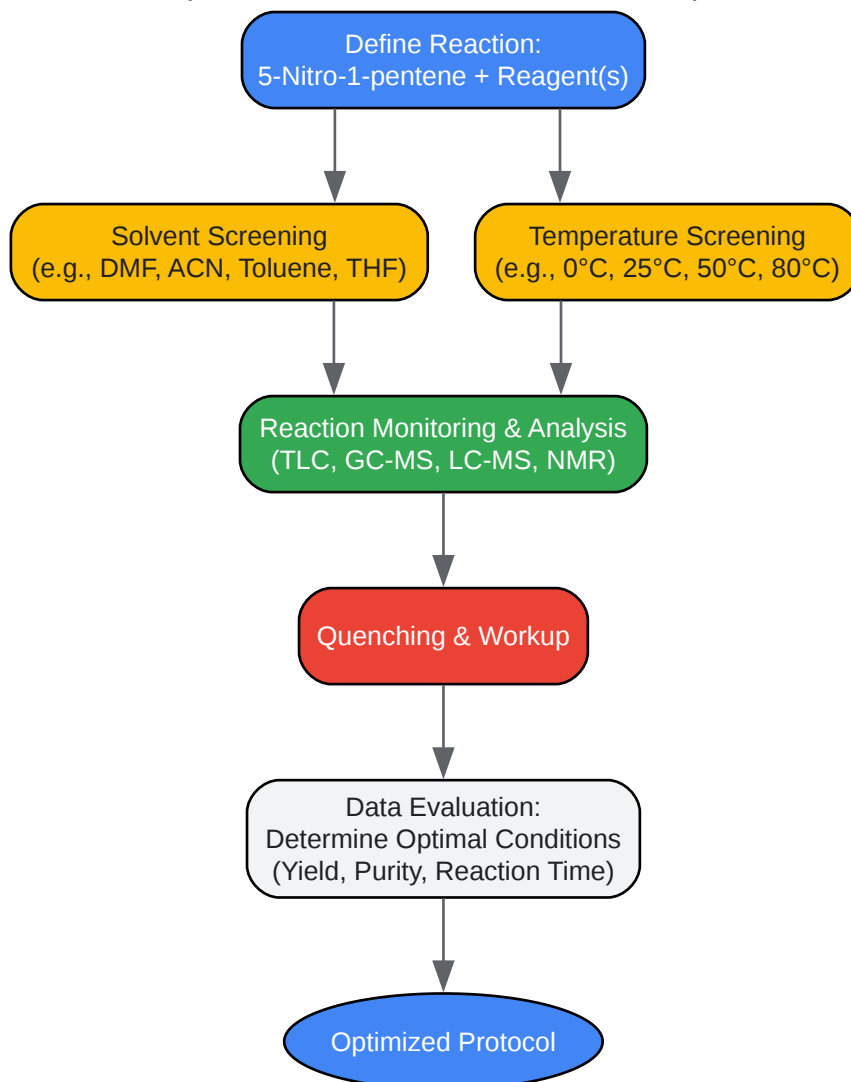 Define Reaction:
5-Nitro-1-pentene + Reagent(s)
Solvent Screening
(e.g., DMF, ACN, Toluene, THF)
Temperature Screening
(e.g., 0°C, 25°C, 50°C, 80°C)
Reaction Monitoring & Analysis
(TLC, GC-MS, LC-MS, NMR)
Quenching & Workup
Data Evaluation:
Determine Optimal Conditions
(Yield, Purity, Reaction Time)
Optimized Protocol